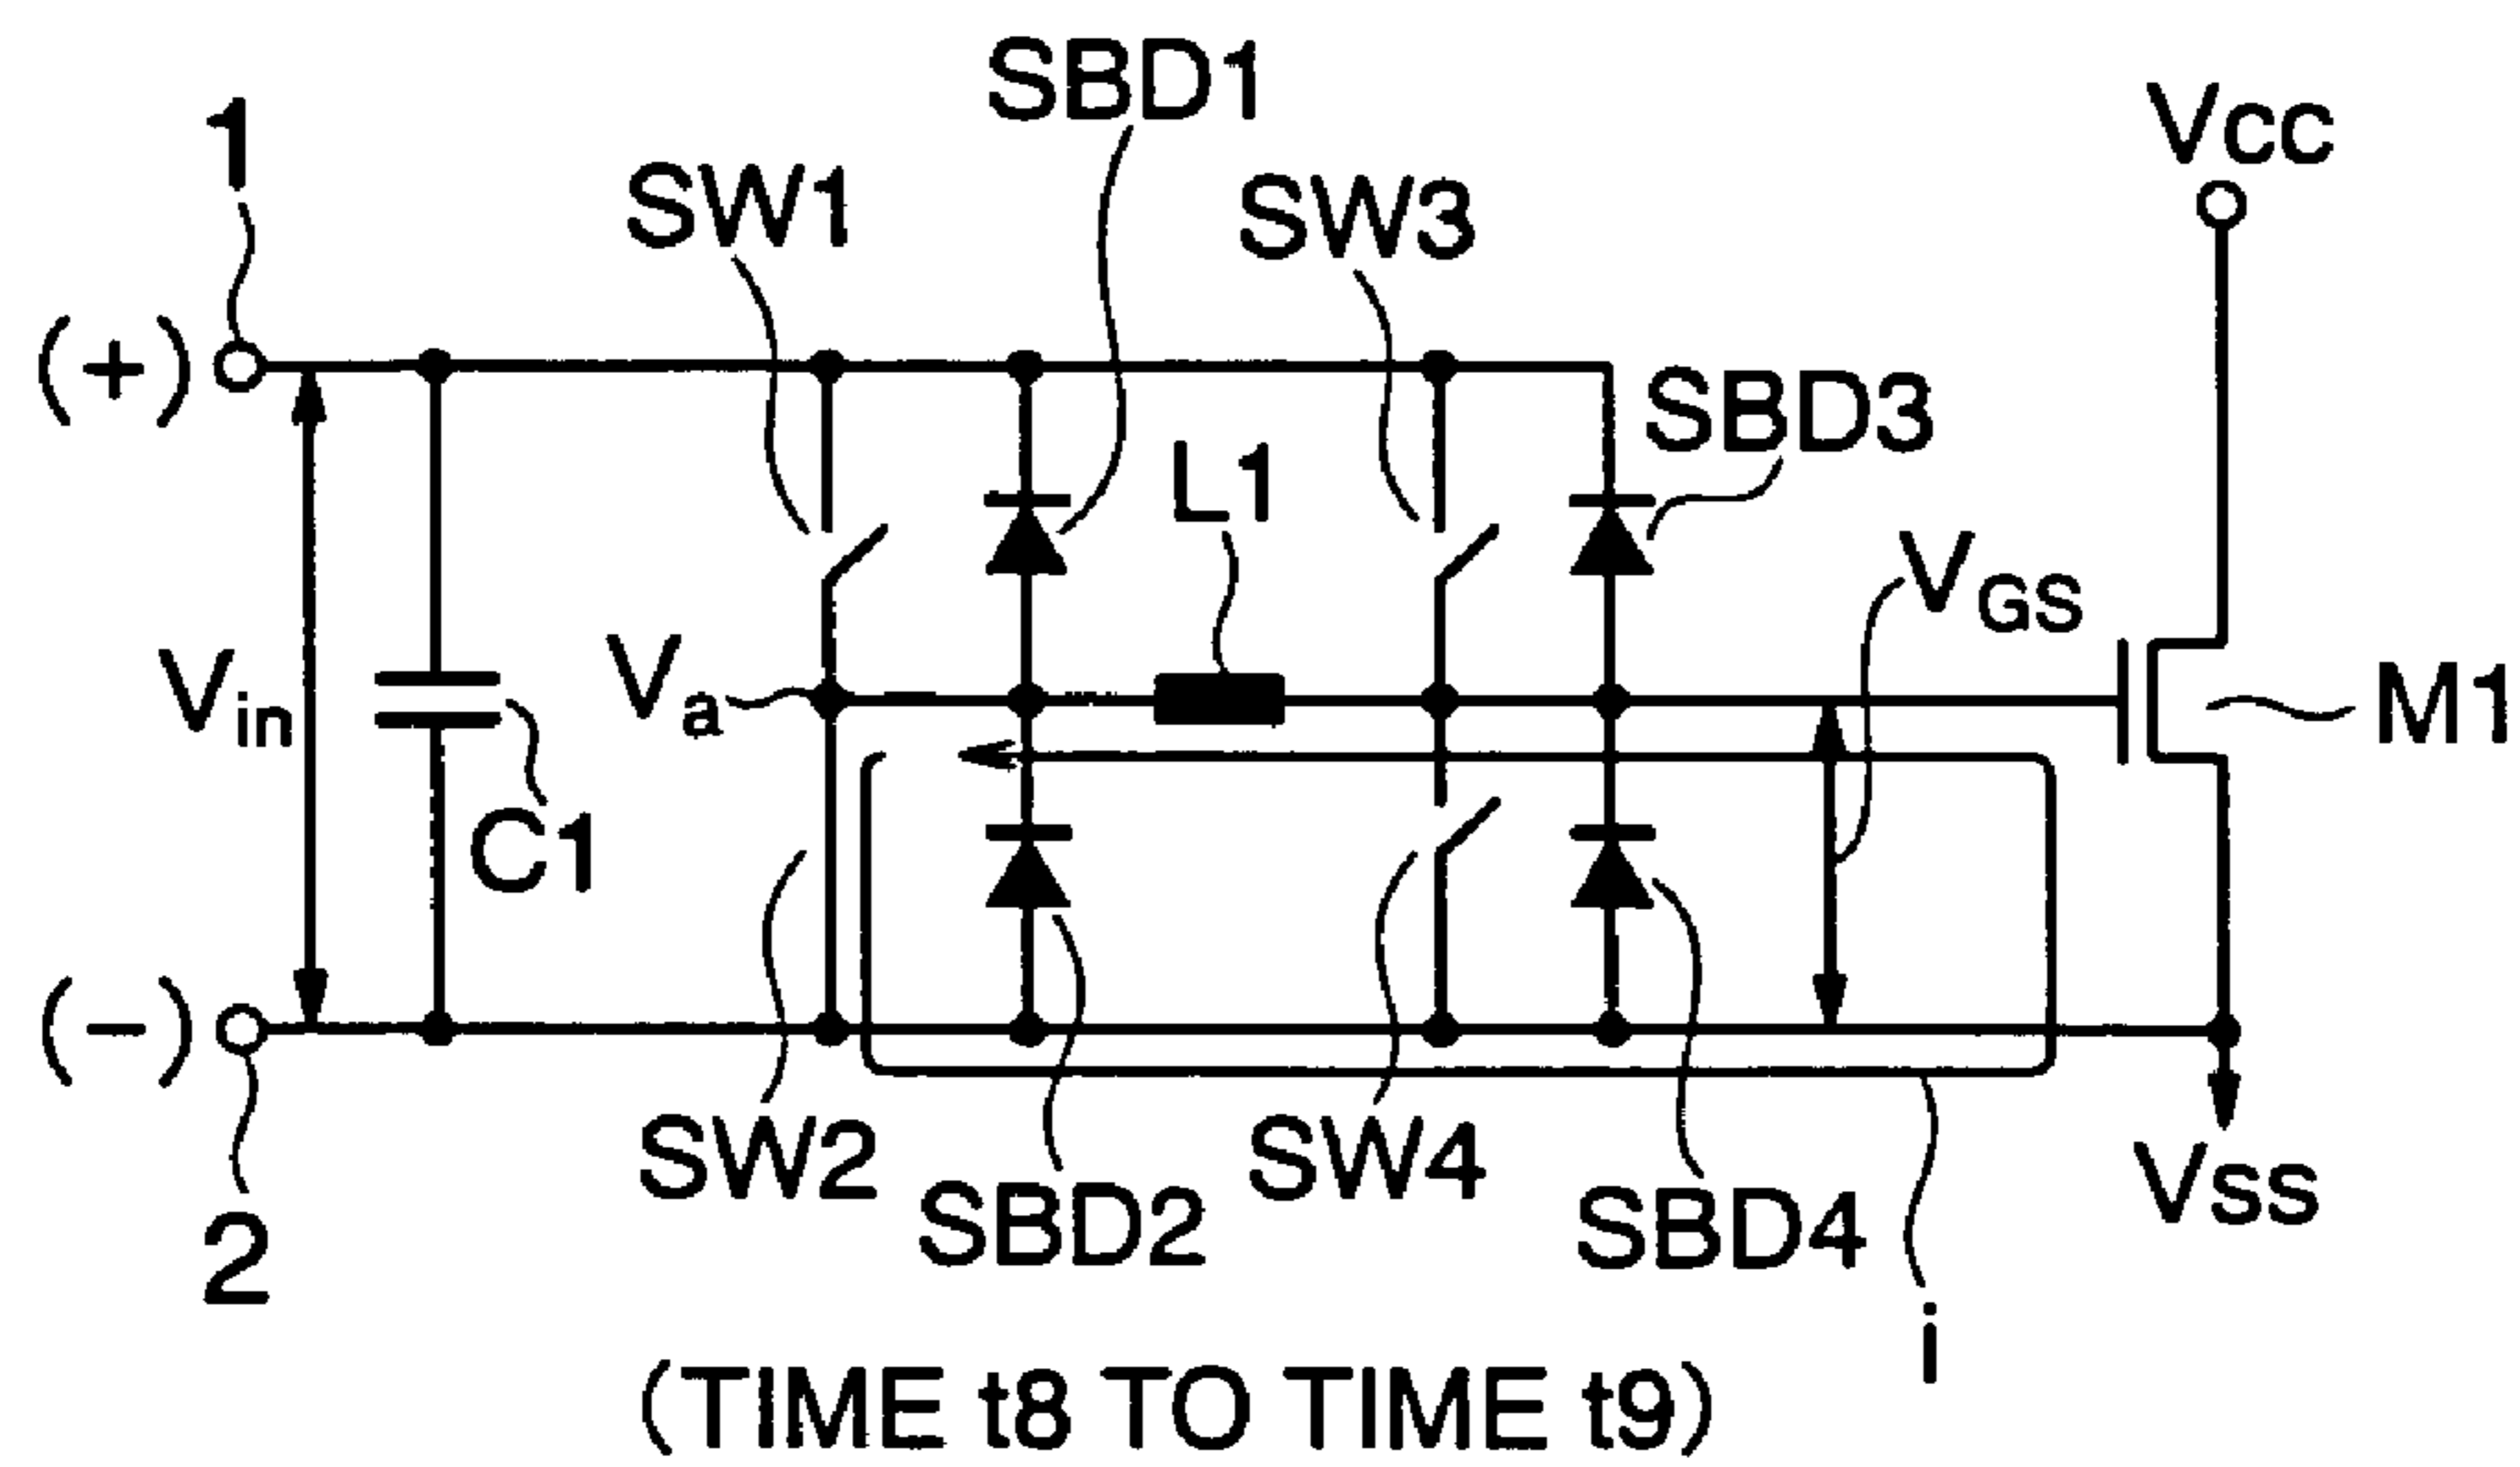 SBD1
1
VCC
SW1
SW3
(+)
SBD3
L1
VGS
Vin
Va
M1
C1
(−)
SW2
SW4
VSS
SBD2
SBD4
2
i
(TIME t8 TO TIME t9)